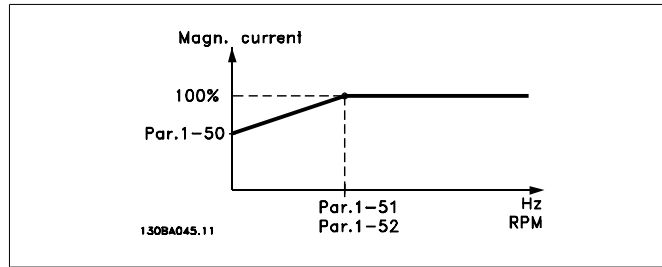 Magn. current
100%
Par.1-50
Hz
Par.1-51
RPM
Par.1-52
130BA045.11